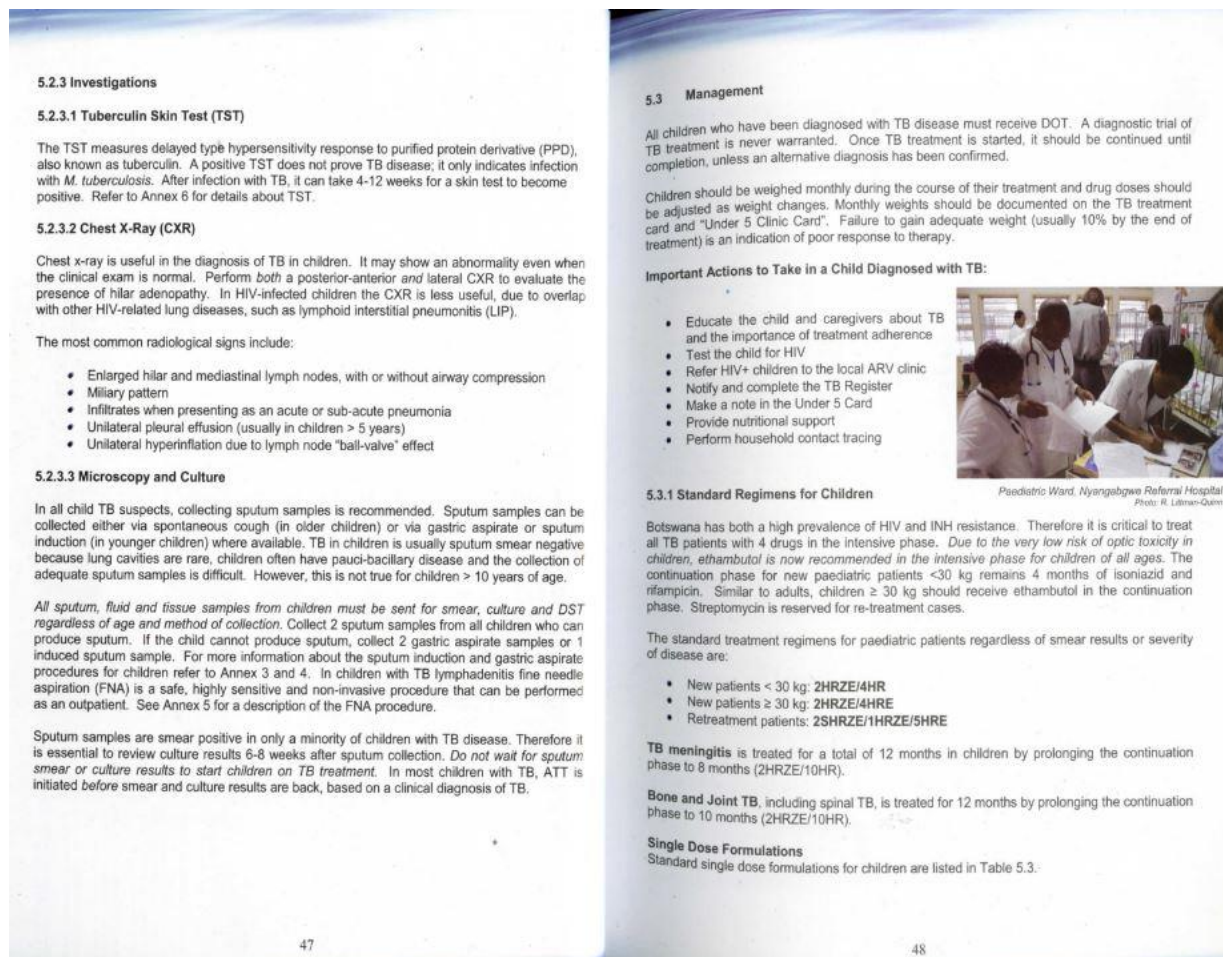 5.2.3 Investigations
5.2.3.1 Tuberculin Skin Test (TST)
The TST measures delayed type hypersensitivity response to purified protein derivative (PPD),
also known as tuberculin. A positive TST does not prove TB disease; it only indicates infection
with M. tuberculosis. After infection with TB, it can take 4-12 weeks for a skin test to become
positive. Refer to Annex 6 for details about TST.
5.2.3.2 Chest X-Ray (CXR)
Chest x-ray is useful in the diagnosis of TB in children. It may show an abnormality even when
the clinical exam is normal. Perform both a posterior-anterior and lateral CXR to evaluate the
presence of hilar adenopathy. In HIV-infected children the CXR is less useful, due to overlap
with other HIV-related lung diseases, such as lymphoid interstitial pneumonitis (LIP).
The most common radiological signs include:
• Enlarged hilar and mediastinal lymph nodes, with or without airway compression
• Miliary pattern
• Infiltrates when presenting as an acute or sub-acute pneumonia
• Unilateral pleural effusion (usually in children > 5 years)
• Unilateral hyperinflation due to lymph node "ball-valve" effect
5.2.3.3 Microscopy and Culture
In all child TB suspects, collecting sputum samples is recommended. Sputum samples can be
collected either via spontaneous cough (in older children) or via gastric aspirate or sputum
induction (in younger children) where available. TB in children is usually sputum smear negative
because lung cavities are rare, children often have pauci-bacillary disease and the collection of
adequate sputum samples is difficult. However, this is not true for children > 10 years of age.
All sputum, fluid and tissue samples from children must be sent for smear, culture and DST
regardless of age and method of collection. Collect 2 sputum samples from all children who can
produce sputum. If the child cannot produce sputum, collect 2 gastric aspirate samples or 1
induced sputum sample. For more information about the sputum induction and gastric aspirate
procedures for children refer to Annex 3 and 4. In children with TB lymphadenitis fine needle
aspiration (FNA) is a safe, highly sensitive and non-invasive procedure that can be performed
as an outpatient. See Annex 5 for a description of the FNA procedure.
Sputum samples are smear positive in only a minority of children with TB disease. Therefore it
is essential to review culture results 6-8 weeks after sputum collection. Do not wait for sputum
smear or culture results to start children on TB treatment. In most children with TB, ATT is
initiated before smear and culture results are back, based on a clinical diagnosis of TB.
47
5.3 Management
All children who have been diagnosed with TB disease must receive DOT. A diagnostic trial of
TB treatment is never warranted. Once TB treatment is started, it should be continued until
completion, unless an alternative diagnosis has been confirmed.
Children should be weighed monthly during the course of their treatment and drug doses should
be adjusted as weight changes. Monthly weights should be documented on the TB treatment
card and "Under 5 Clinic Card". Failure to gain adequate weight (usually 10% by the end of
treatment) is an indication of poor response to therapy.
Important Actions to Take in a Child Diagnosed with TB:
• Educate the child and caregivers about TB
and the importance of treatment adherence
• Test the child for HIV
• Refer HIV+ children to the local ARV clinic
• Notify and complete the TB Register
• Make a note in the Under 5 Card
• Provide nutritional support
• Perform household contact tracing
Paediatric Ward, Nyangabgwe Referral Hospital
Photo: R. Littman-Quinn
5.3.1 Standard Regimens for Children
Botswana has both a high prevalence of HIV and INH resistance. Therefore it is critical to treat
all TB patients with 4 drugs in the intensive phase. Due to the very low risk of optic toxicity in
children, ethambutol is now recommended in the intensive phase for children of all ages. The
continuation phase for new paediatric patients <30 kg remains 4 months of isoniazid and
rifampicin. Similar to adults, children ≥ 30 kg should receive ethambutol in the continuation
phase. Streptomycin is reserved for re-treatment cases.
The standard treatment regimens for paediatric patients regardless of smear results or severity
of disease are:
• New patients < 30 kg: 2HRZE/4HR
• New patients ≥ 30 kg: 2HRZE/4HRE
• Retreatment patients: 2SHRZE/1HRZE/5HRE
TB meningitis is treated for a total of 12 months in children by prolonging the continuation
phase to 8 months (2HRZE/10HR).
Bone and Joint TB, including spinal TB, is treated for 12 months by prolonging the continuation
phase to 10 months (2HRZE/10HR).
Single Dose Formulations
Standard single dose formulations for children are listed in Table 5.3.
48